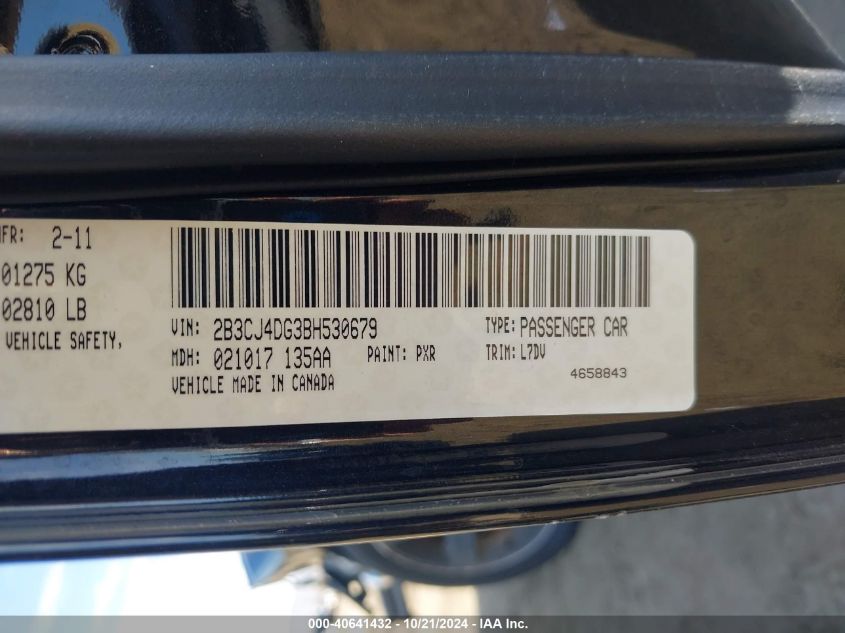 FR: 2-11
01275 KG
02810 LB
VEHICLE SAFETY,
VIN: 2B3CJ4DG3BH530679 TYPE: PASSENGER CAR
MDH: 021017 135AA PAINT: PXR TRIM: L7DV
VEHICLE MADE IN CANADA 4658843
000-40641432 - 10/21/2024 - IAA Inc.